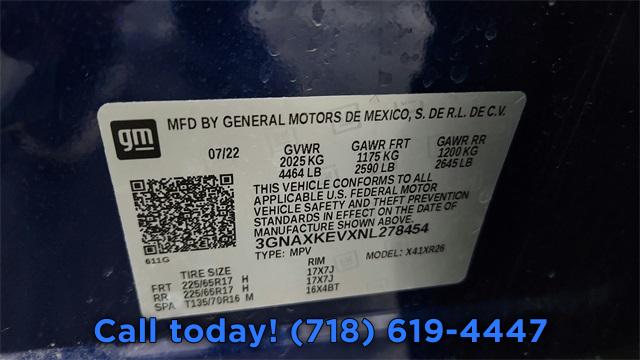 gm
MFD BY GENERAL MOTORS DE MEXICO, S. DE R.L. DE C.V.
07/22 GVWR GAWR FRT GAWR RR
2025 KG 1175 KG 1200 KG
4464 LB 2590 LB 2645 LB
THIS VEHICLE CONFORMS TO ALL
APPLICABLE U.S. FEDERAL MOTOR
VEHICLE SAFETY AND THEFT PREVENTION
STANDARDS IN EFFECT ON THE DATE OF
MANUFACTURE SHOWN ABOVE.
3GNAXKEVXNL278454
611G
TYPE: MPV MODEL: X41XR26
TIRE SIZE RIM
FRT 225/65R17 H 17X7J
RR 225/65R17 H 17X7J
SPA T135/70R16 M 16X4BT
Call today! (718) 619-4447